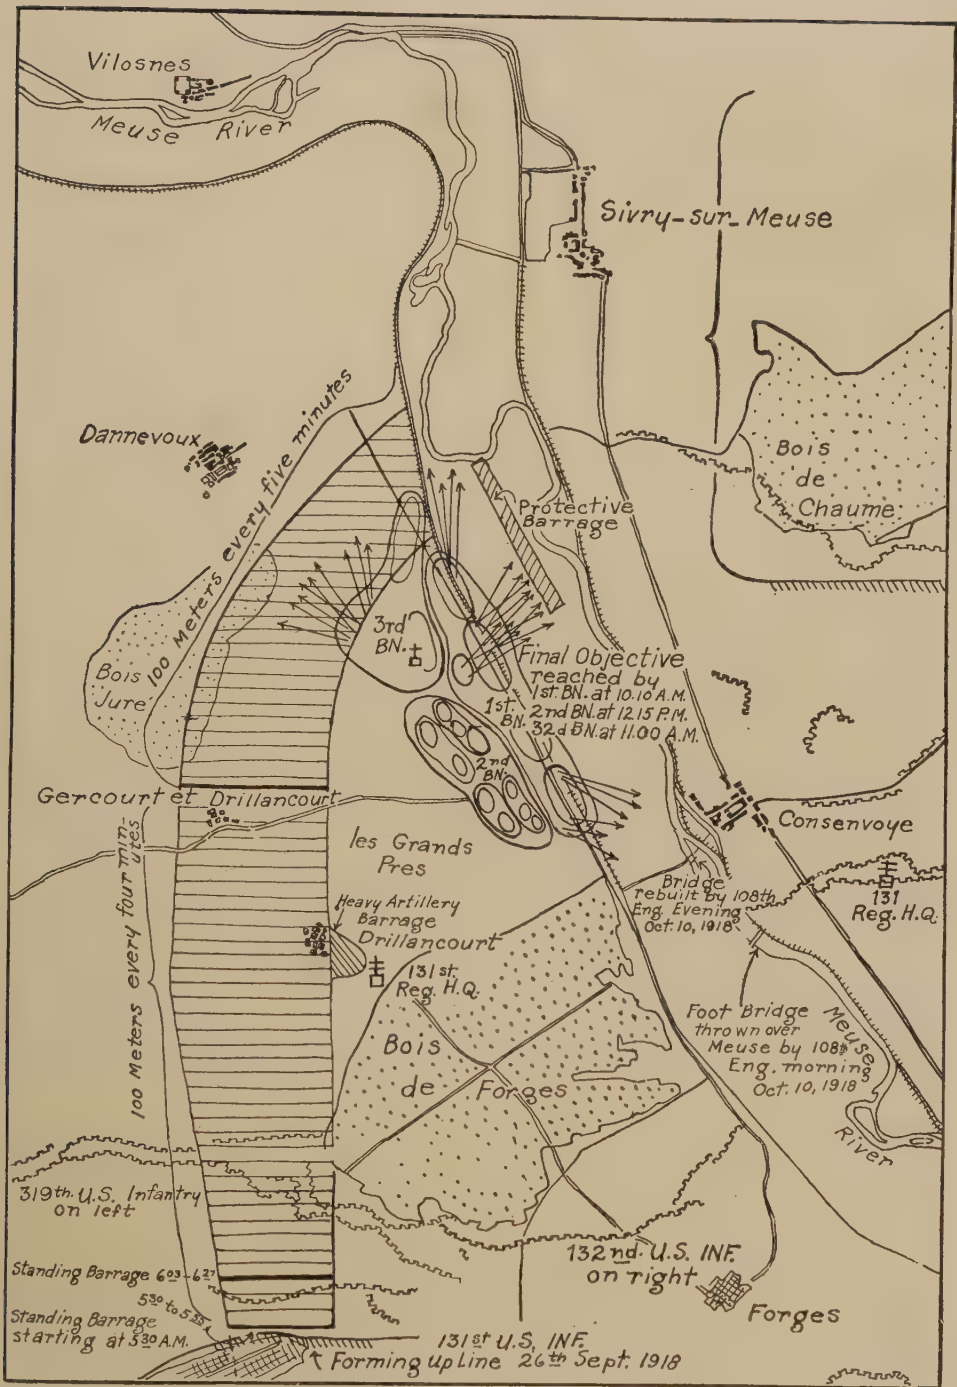 Vilosnes
Meuse River
Sivry-sur-Meuse
Dannevoux
100 Meters every five minutes
Bois
de
Chaume
Protective
Barrage
3rd
BN.
Bois
Jure
Final Objective
reached by
1st. BN. at 10.10 A.M.
2nd BN. at 12 15 P.M.
32d BN. at 11.00 A.M.
1st.
BN.
2nd
BN.
Gercourt et Drillancourt
Consenvoye
les Grands
Pres
100 Meters every four min-
utes
Heavy Artillery
Barrage
Drillancourt
131st.
Reg. H.Q.
Bridge
rebuilt by 108th
Eng. Evening
Oct. 10, 1918
131
Reg. H.Q.
Bois
de Forges
Foot Bridge
thrown over
Meuse by 108th
Eng. morning
Oct. 10, 1918
Meuse
River
319th U.S. Infantry
on left
132nd. U.S. INF.
on right
Standing Barrage 6 03 - 6 27
5 30 to 5 55
Standing Barrage
starting at 5 30 A.M.
Forges
131st U.S. INF.
Forming Up Line 26th Sept. 1918